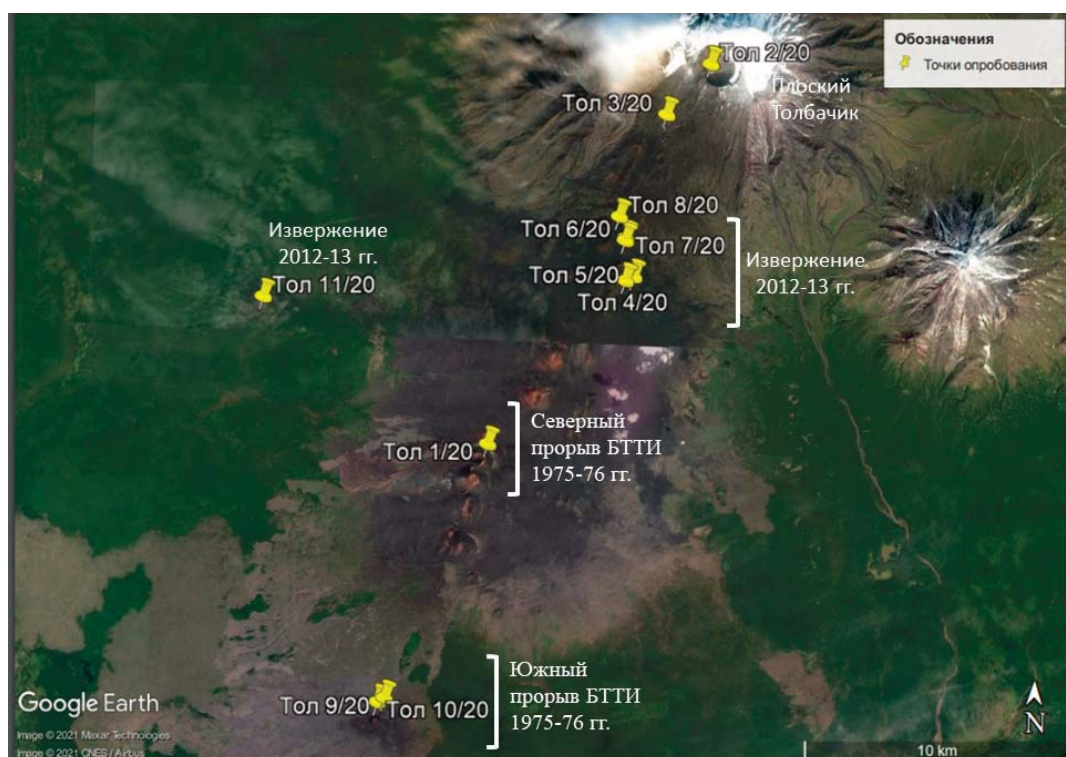 Обозначения
Точки опробования
Тол 2/20
Плоский
Толбачик
Тол 3/20
Тол 8/20
Тол 6/20
Тол 7/20
Извержение
2012-13 гг.
Тол 11/20
Тол 5/20
Тол 4/20
Извержение
2012-13 гг.
Северный
прорыв БТТИ
1975-76 гг.
Тол 1/20
Южный
прорыв БТТИ
1975-76 гг.
Тол 9/20
Тол 10/20
Google Earth
Image © 2021 Maxar Technologies
Image © 2021 CNES / Airbus
N
10 km